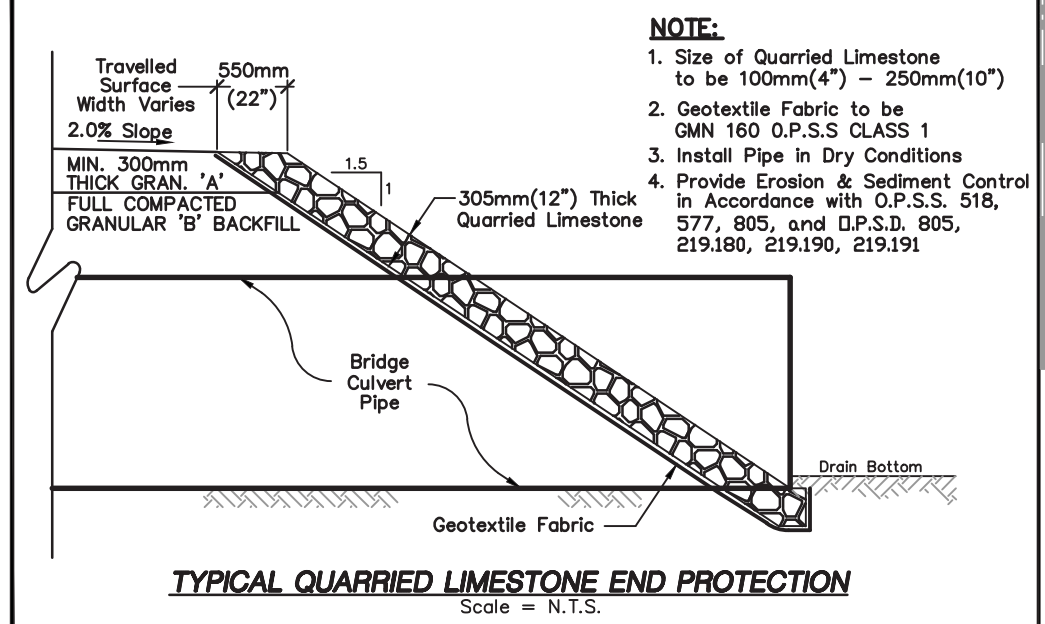 NOTE:
1. Size of Quarried Limestone
to be 100mm(4") - 250mm(10")
2. Geotextile Fabric to be
GMN 160 O.P.S.S CLASS 1
3. Install Pipe in Dry Conditions
4. Provide Erosion & Sediment Control
in Accordance with O.P.S.S. 518,
577, 805, and O.P.S.D. 805,
219.180, 219.190, 219.191
Travelled
Surface
Width Varies
550mm
(22")
2.0% Slope
MIN. 300mm
THICK GRAN. 'A'
FULL COMPACTED
GRANULAR 'B' BACKFILL
1.5
1
305mm(12") Thick
Quarried Limestone
Bridge
Culvert
Pipe
Drain Bottom
Geotextile Fabric
TYPICAL QUARRIED LIMESTONE END PROTECTION
Scale = N.T.S.